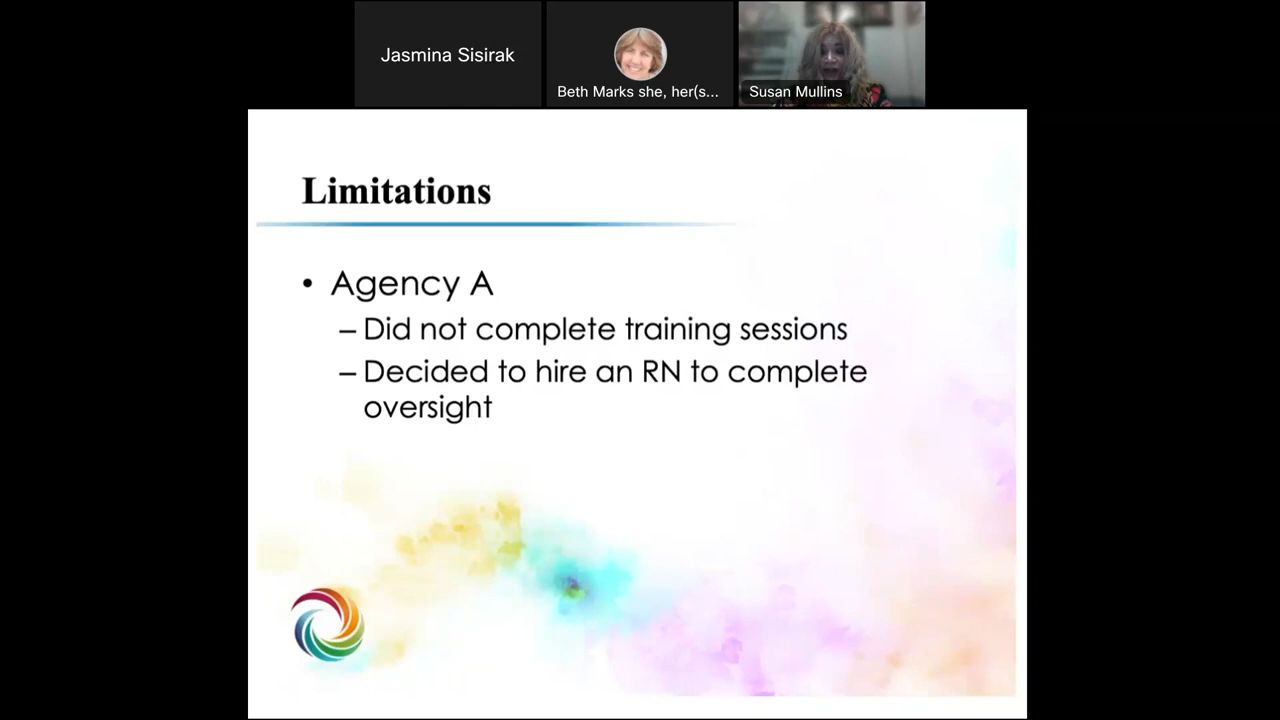 Jasmina Sisirak
Beth Marks she, her(s...
Susan Mullins
Limitations
• Agency A
– Did not complete training sessions
– Decided to hire an RN to complete
oversight